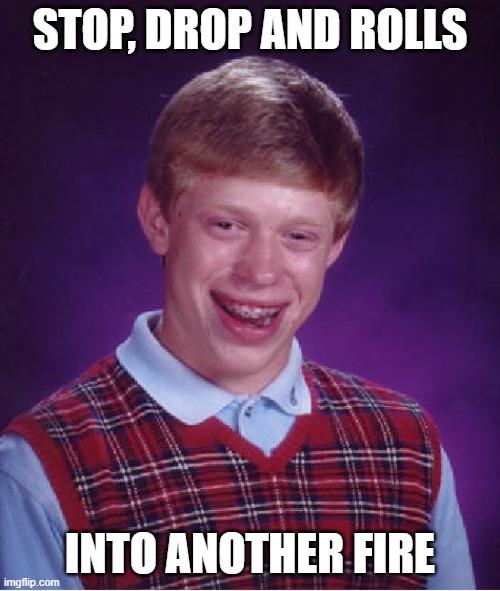 STOP, DROP AND ROLLS
INTO ANOTHER FIRE
imgflip.com